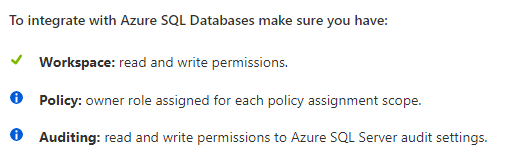 To integrate with Azure SQL Databases make sure you have:
Workspace: read and write permissions.
Policy: owner role assigned for each policy assignment scope.
Auditing: read and write permissions to Azure SQL Server audit settings.